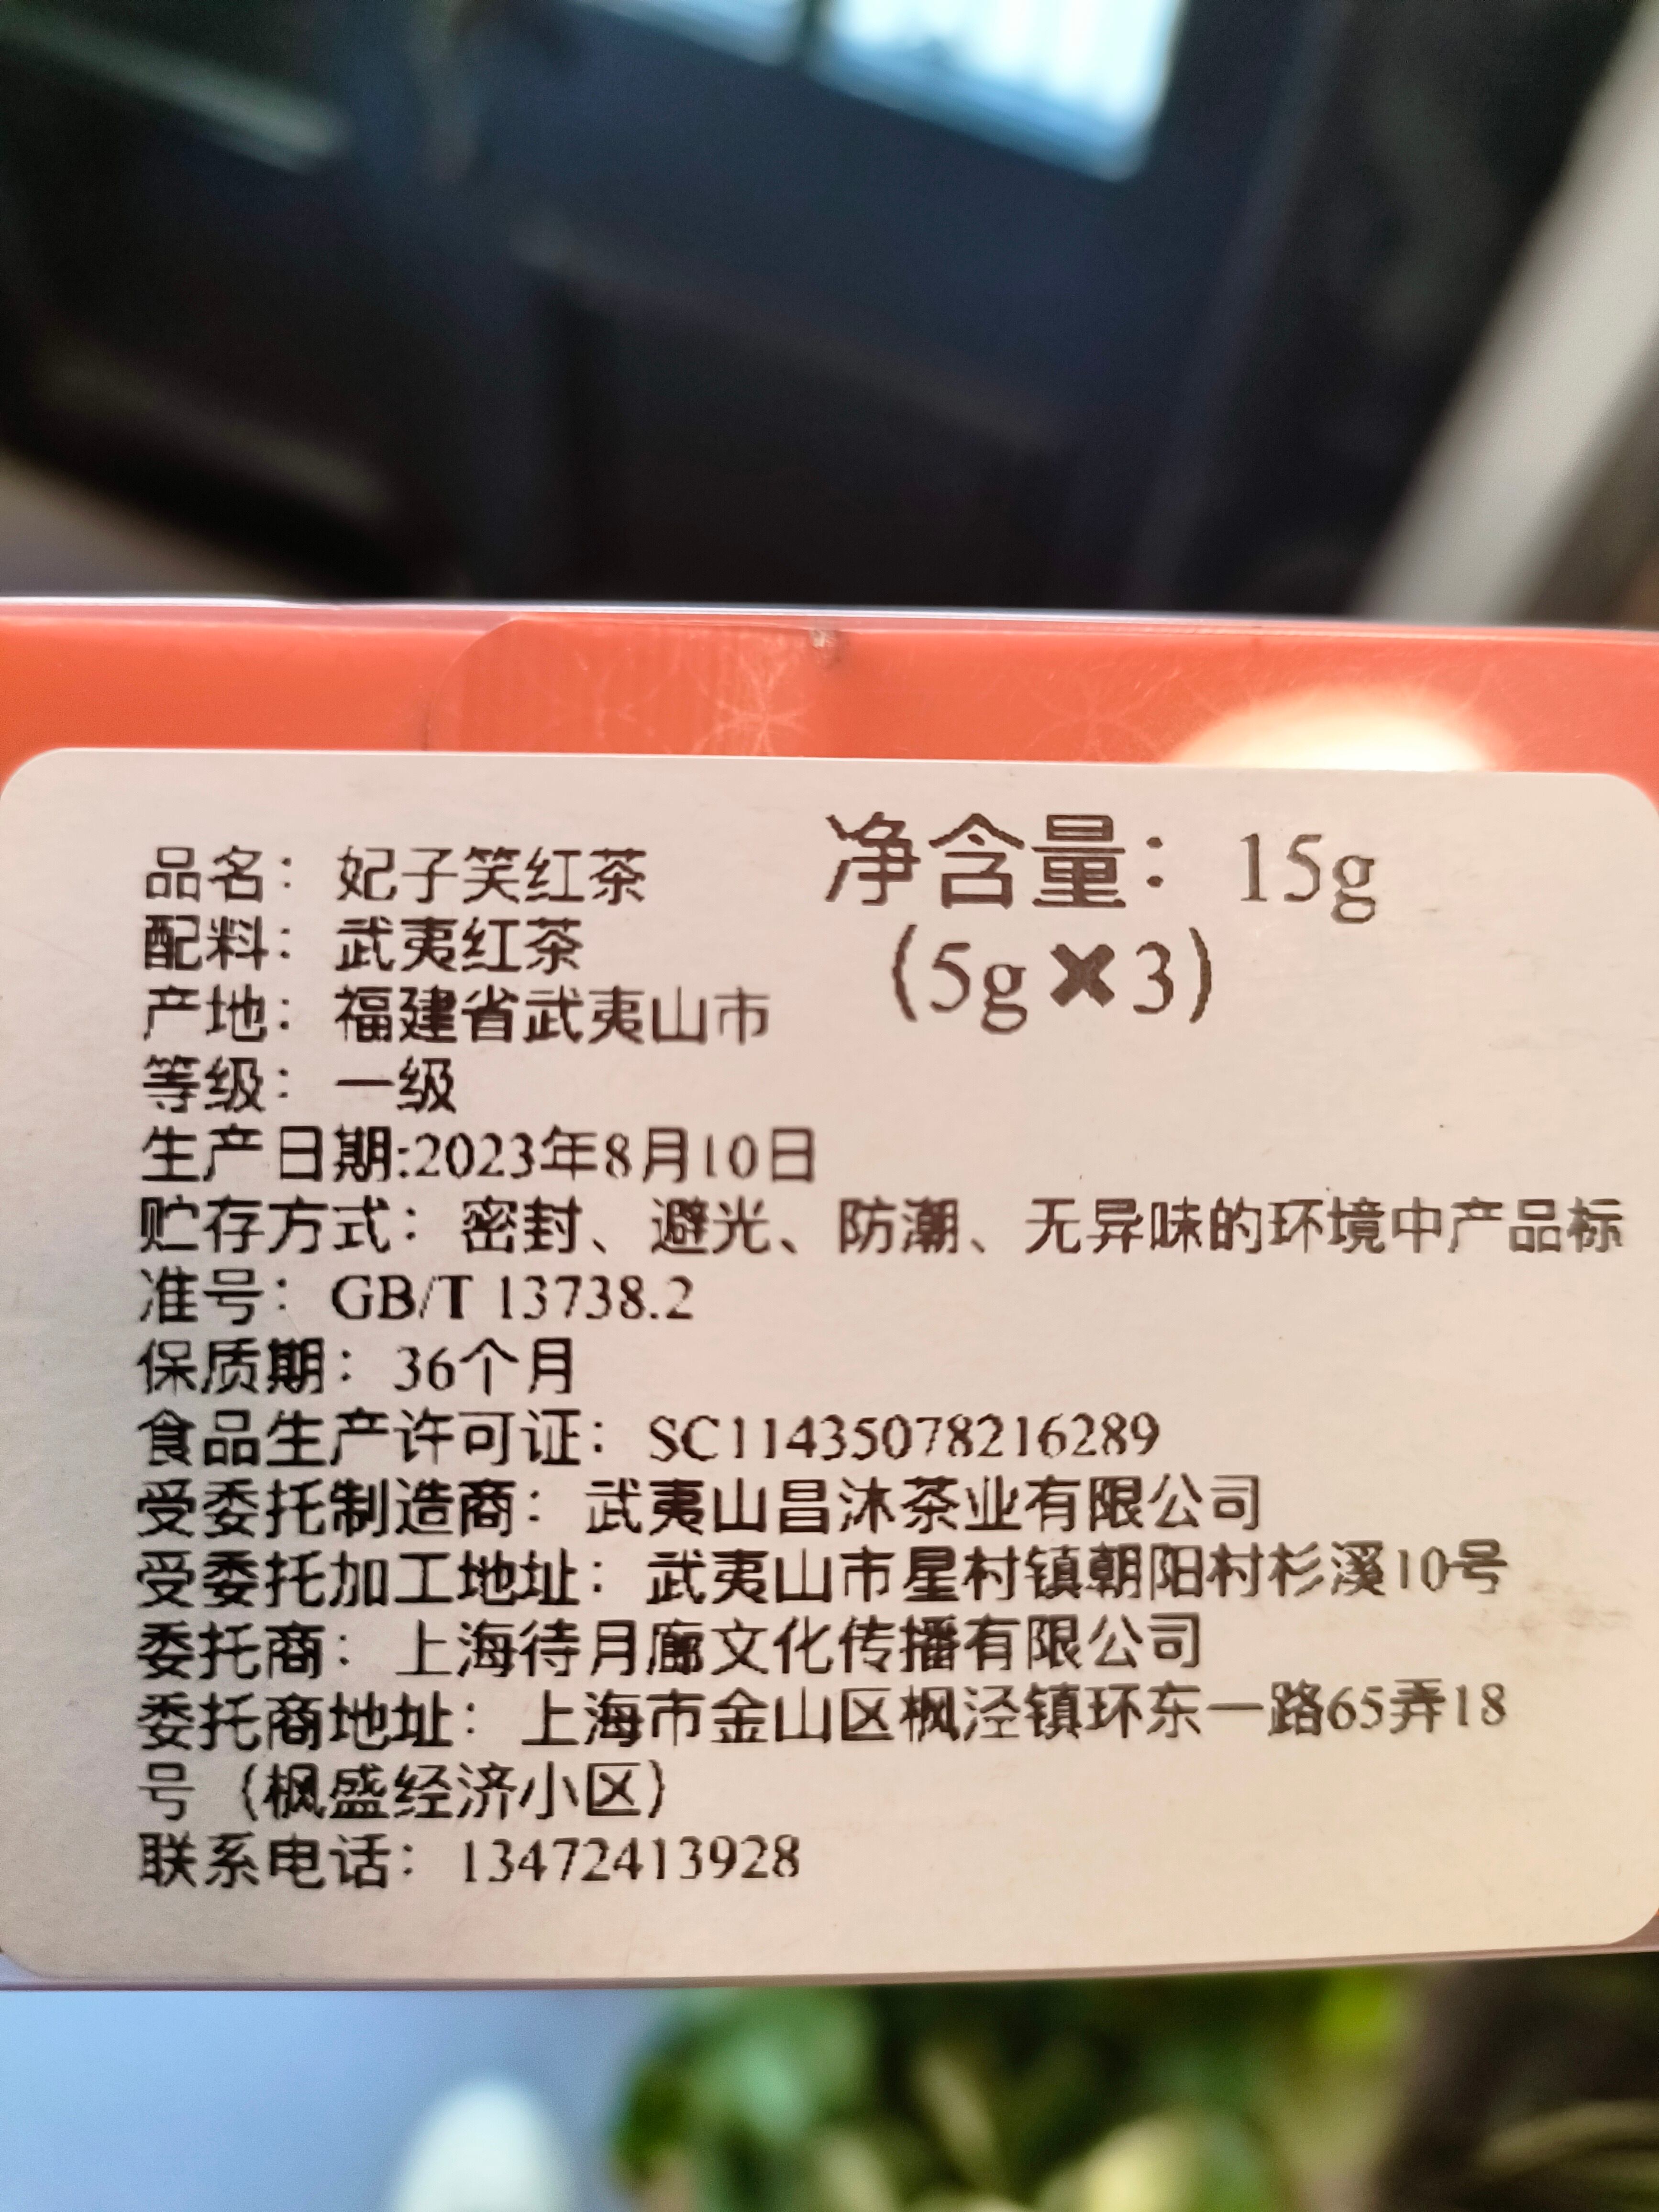 品名：妃子笑红茶
净含量：15g
(5g✖3)
配料：武夷红茶
产地：福建省武夷山市
等级：一级
生产日期:2023年8月10日
贮存方式：密封、避光、防潮、无异味的环境中产品标
准号：GB/T 13738.2
保质期：36个月
食品生产许可证：SC11435078216289
受委托制造商：武夷山昌沐茶业有限公司
受委托加工地址：武夷山市星村镇朝阳村杉溪10号
委托商：上海待月廊文化传播有限公司
委托商地址：上海市金山区枫泾镇环东一路65弄18
号（枫盛经济小区）
联系电话：13472413928